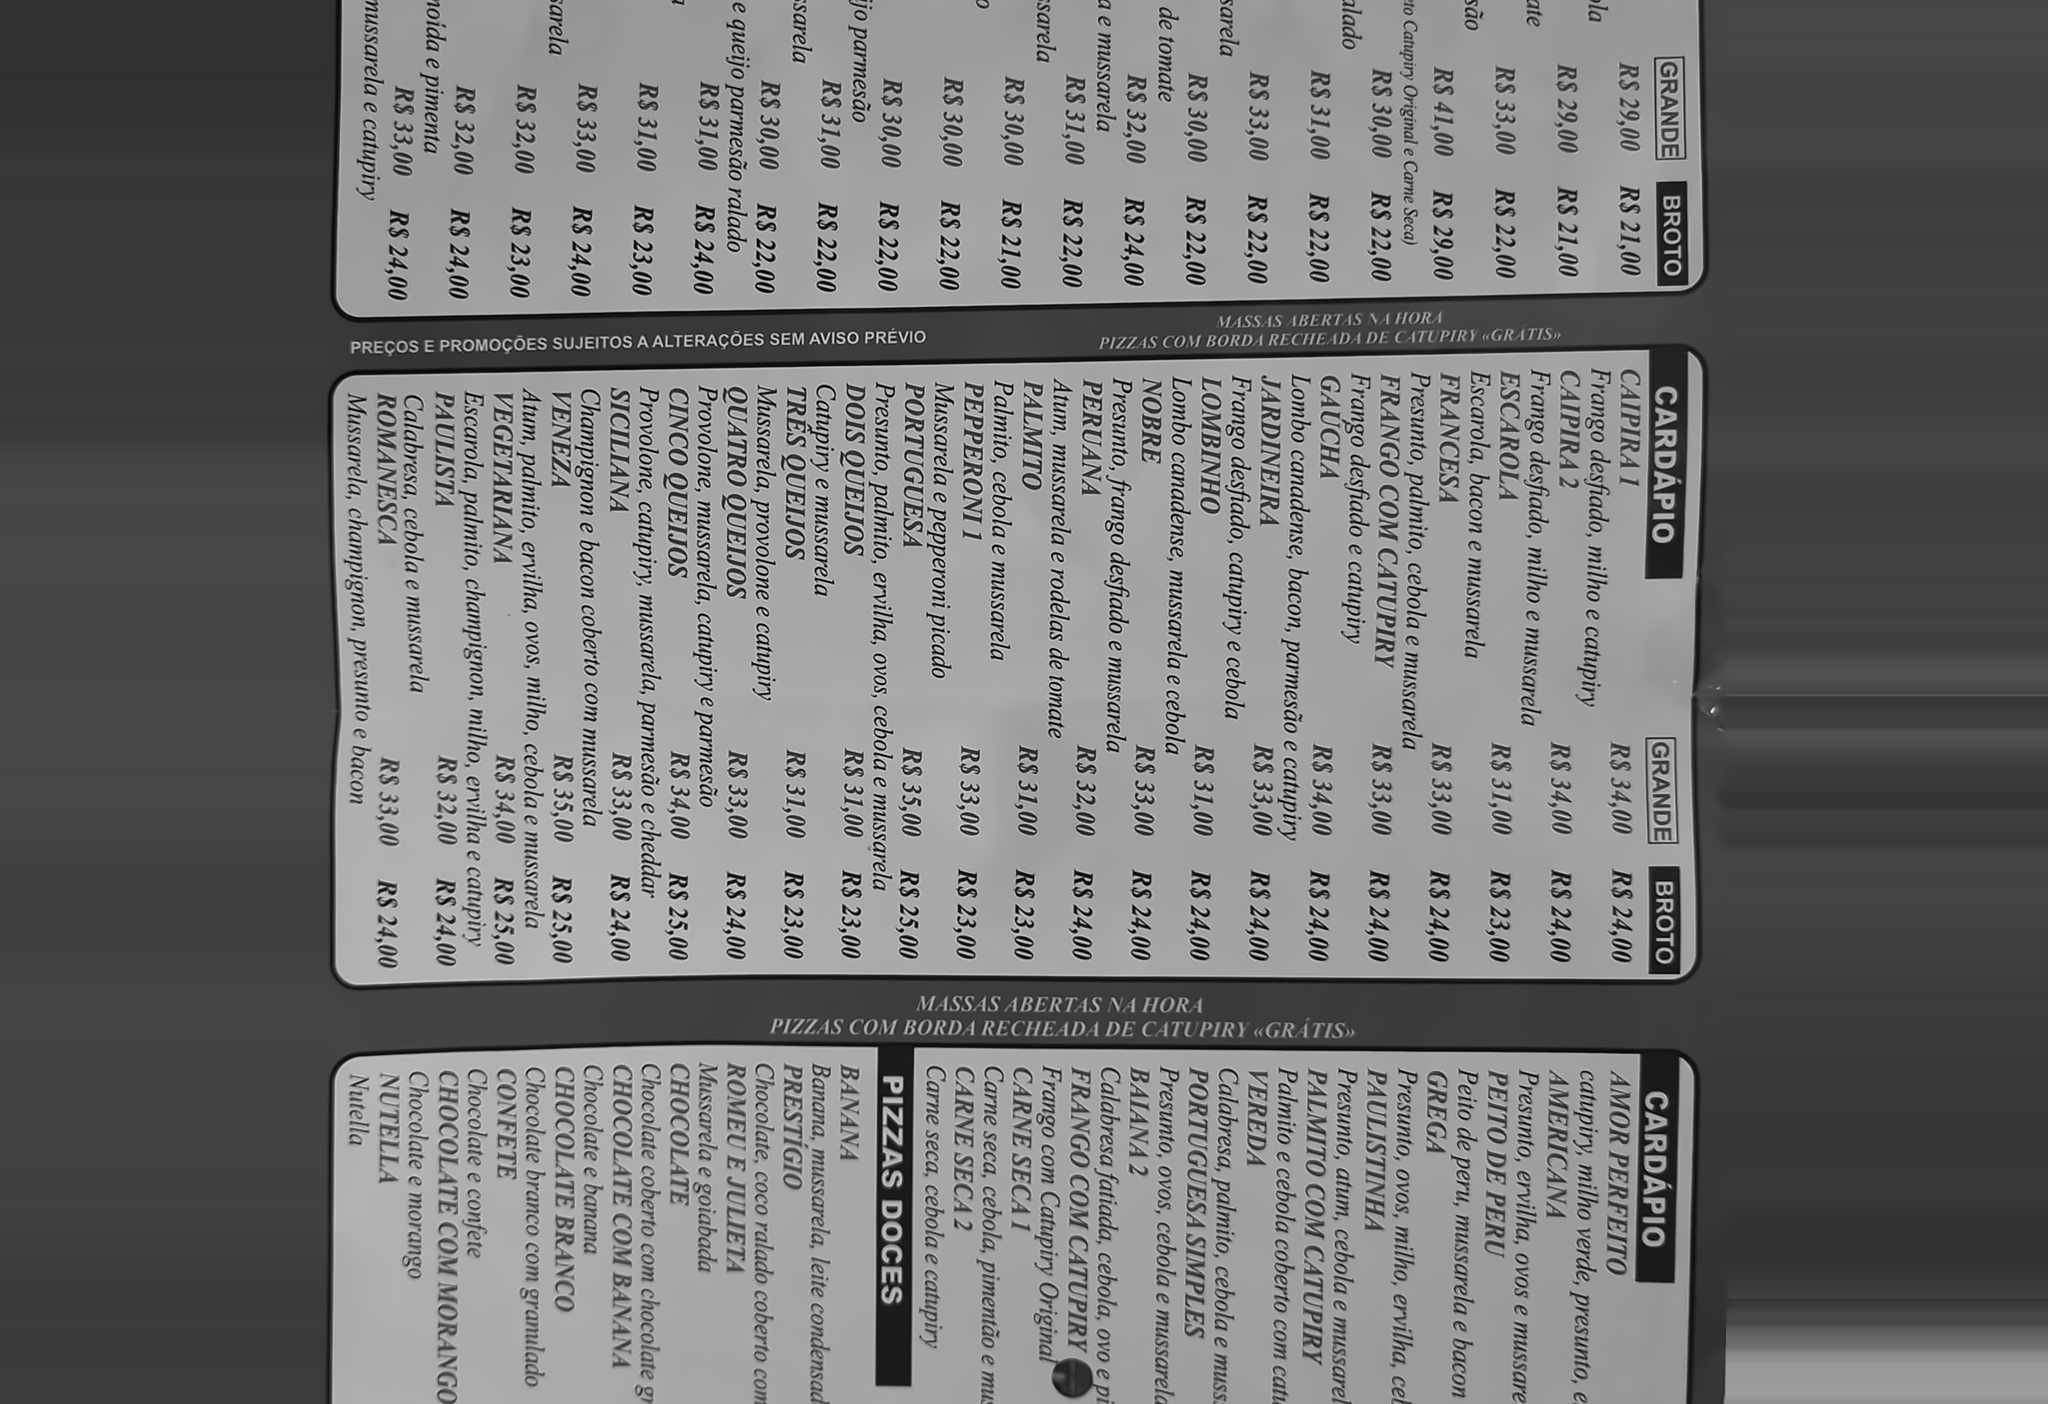 GRANDE BROTO
R$ 29,00 R$ 21,00
ola
R$ 29,00 R$ 21,00
ate
R$ 33,00 R$ 22,00
são
R$ 41,00 R$ 29,00
Catupiry Original e Carne Seca)
R$ 30,00 R$ 22,00
alado
R$ 31,00 R$ 22,00
R$ 33,00 R$ 22,00
sarela
R$ 30,00 R$ 22,00
de tomate
R$ 32,00 R$ 24,00
a e mussarela
R$ 31,00 R$ 22,00
sarela
R$ 30,00 R$ 21,00
o
R$ 30,00 R$ 22,00
R$ 30,00 R$ 22,00
ijo parmesão
R$ 31,00 R$ 22,00
ssarela
R$ 30,00 R$ 22,00
e queijo parmesão ralado
R$ 31,00 R$ 24,00
a
R$ 31,00 R$ 23,00
R$ 33,00 R$ 24,00
sarela
R$ 32,00 R$ 23,00
R$ 32,00 R$ 24,00
moída e pimenta
R$ 33,00 R$ 24,00
mussarela e catupiry
MASSAS ABERTAS NA HORA
PIZZAS COM BORDA RECHEADA DE CATUPIRY «GRÁTIS»
PREÇOS E PROMOÇÕES SUJEITOS A ALTERAÇÕES SEM AVISO PRÉVIO
CARDÁPIO GRANDE BROTO
CAIPIRA 1 R$ 34,00 R$ 24,00
Frango desfiado, milho e catupiry
CAIPIRA 2 R$ 34,00 R$ 24,00
Frango desfiado, milho e mussarela
ESCAROLA R$ 31,00 R$ 23,00
Escarola, bacon e mussarela
FRANCESA R$ 33,00 R$ 24,00
Presunto, palmito, cebola e mussarela
FRANGO COM CATUPIRY R$ 33,00 R$ 24,00
Frango desfiado e catupiry
GAÚCHA R$ 34,00 R$ 24,00
Lombo canadense, bacon, parmesão e catupiry
JARDINEIRA R$ 33,00 R$ 24,00
Frango desfiado, catupiry e cebola
LOMBINHO R$ 31,00 R$ 24,00
Lombo canadense, mussarela e cebola
NOBRE R$ 33,00 R$ 24,00
Presunto, frango desfiado e mussarela
PERUANA R$ 32,00 R$ 24,00
Atum, mussarela e rodelas de tomate
PALMITO R$ 31,00 R$ 23,00
Palmito, cebola e mussarela
PEPPERONI 1 R$ 33,00 R$ 23,00
Mussarela e pepperoni picado
PORTUGUESA R$ 35,00 R$ 25,00
Presunto, palmito, ervilha, ovos, cebola e mussarela
DOIS QUEIJOS R$ 31,00 R$ 23,00
Catupiry e mussarela
TRÊS QUEIJOS R$ 31,00 R$ 23,00
Mussarela, provolone e catupiry
QUATRO QUEIJOS R$ 33,00 R$ 24,00
Provolone, mussarela, catupiry e parmesão
CINCO QUEIJOS R$ 34,00 R$ 25,00
Provolone, catupiry, mussarela, parmesão e cheddar
SICILIANA R$ 33,00 R$ 24,00
Champignon e bacon coberto com mussarela
VENEZA R$ 35,00 R$ 25,00
Atum, palmito, ervilha, ovos, milho, cebola e mussarela
VEGETARIANA R$ 34,00 R$ 25,00
Escarola, palmito, champignon, milho, ervilha e catupiry
PAULISTA R$ 32,00 R$ 24,00
Calabresa, cebola e mussarela
ROMANESCA R$ 33,00 R$ 24,00
Mussarela, champignon, presunto e bacon
MASSAS ABERTAS NA HORA
PIZZAS COM BORDA RECHEADA DE CATUPIRY «GRÁTIS»
CARDÁPIO
AMOR PERFEITO
catupiry, milho verde, presunto, e
AMERICANA
Presunto, ervilha, ovos e mussare
PEITO DE PERU
Peito de peru, mussarela e bacon
GREGA
Presunto, ovos, milho, ervilha, ceb
PAULISTINHA
Presunto, atum, cebola e mussarel
PALMITO COM CATUPIRY
Palmito e cebola coberto com catu
VEREDA
Calabresa, palmito, cebola e muss
PORTUGUESA SIMPLES
Presunto, ovos, cebola e mussarela
BAIANA 2
Calabresa fatiada, cebola, ovo e pi
FRANGO COM CATUPIRY
Frango com Catupiry Original
CARNE SECA 1
Carne seca, cebola, pimentão e mus
CARNE SECA 2
Carne seca, cebola e catupiry
PIZZAS DOCES
BANANA
Banana, mussarela, leite condensad
PRESTÍGIO
Chocolate, coco ralado coberto com
ROMEU E JULIETA
Mussarela e goiabada
CHOCOLATE
Chocolate coberto com chocolate gr
CHOCOLATE COM BANANA
Chocolate e banana
CHOCOLATE BRANCO
Chocolate branco com granulado
CONFETE
Chocolate e confete
CHOCOLATE COM MORANGO
Chocolate e morango
NUTELLA
Nutella